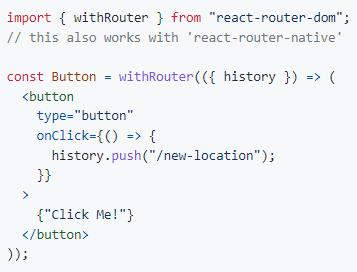 import { withRouter } from "react-router-dom";
// this also works with 'react-router-native'

const Button = withRouter(({ history }) => (
  <button
    type="button"
    onClick={() => {
      history.push("/new-location");
    }}
  >
    {"Click Me!"}
  </button>
));